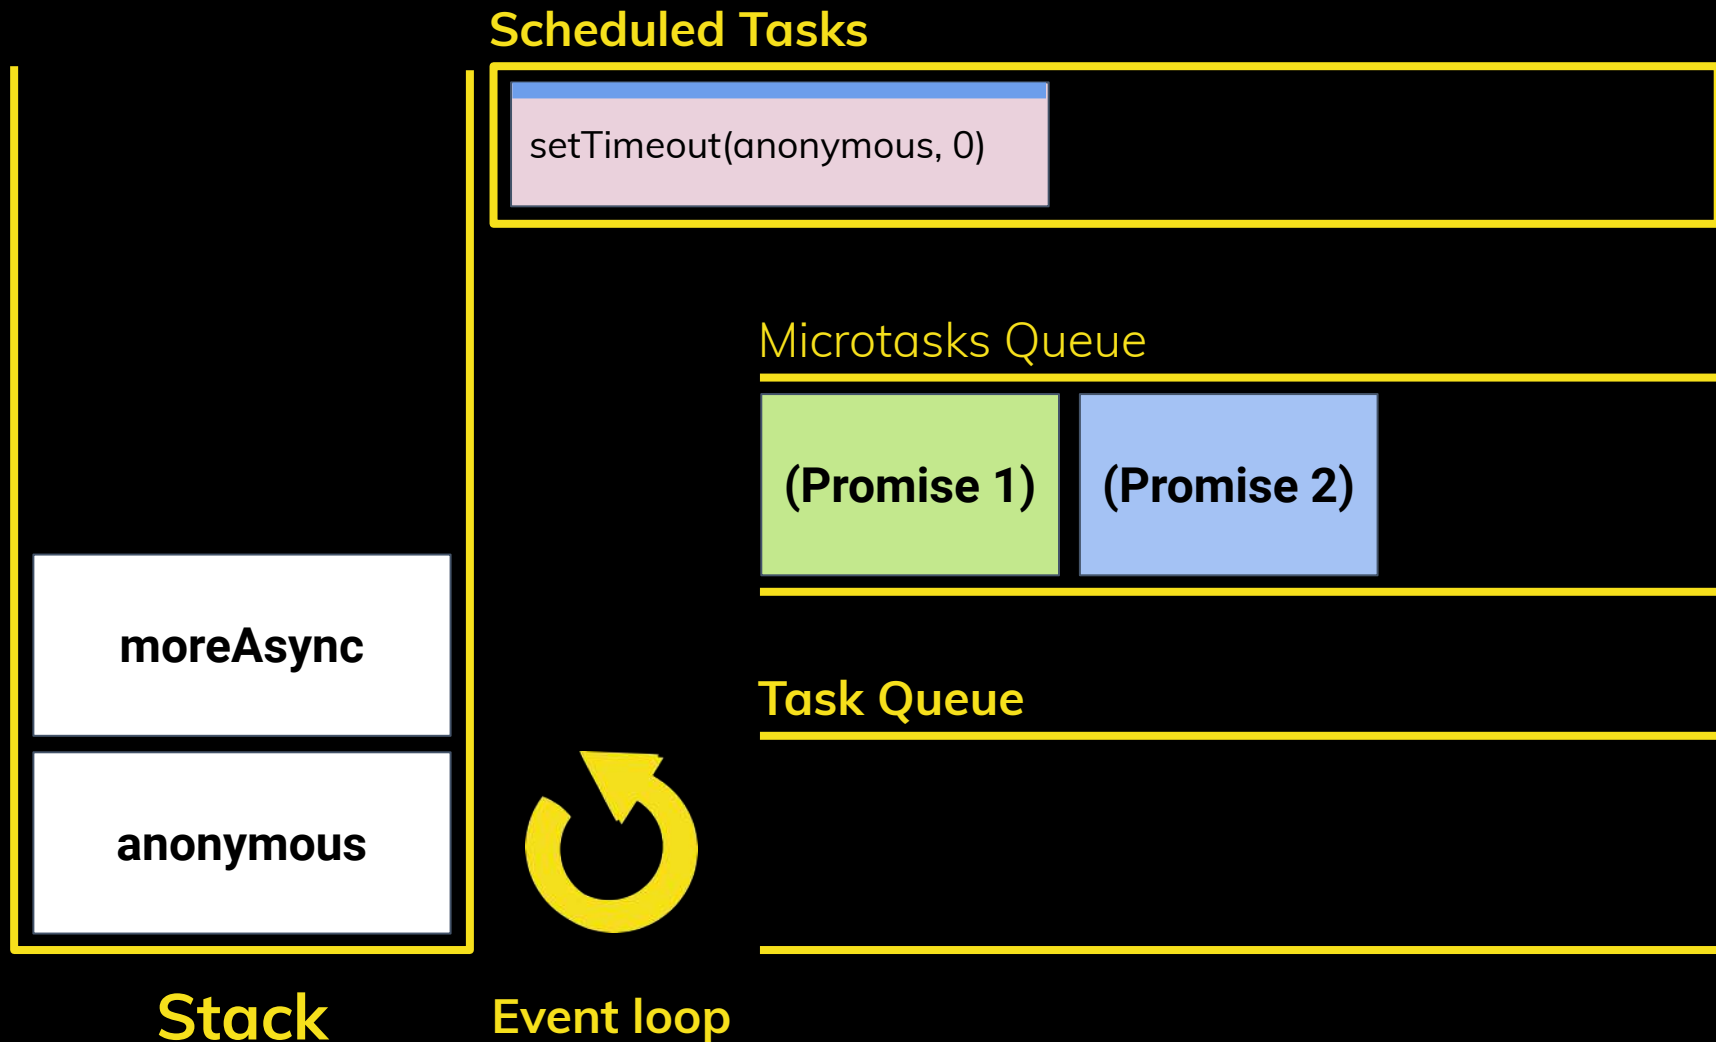 Scheduled Tasks
setTimeout(anonymous, 0)
Microtasks Queue
(Promise 1)
(Promise 2)
moreAsync
Task Queue
anonymous
Stack
Event loop